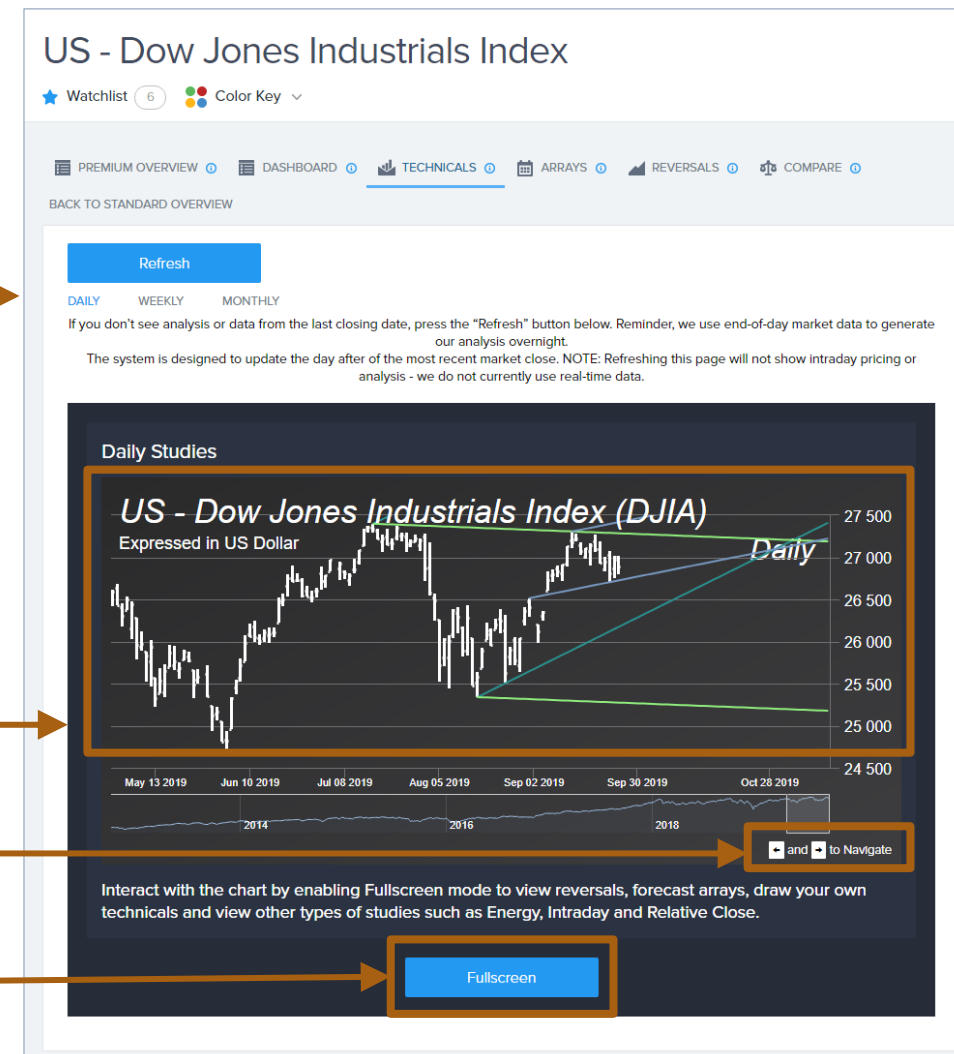 US - Dow Jones Industrials Index
Watchlist 6 Color Key
PREMIUM OVERVIEW DASHBOARD TECHNICALS ARRAYS REVERSALS COMPARE
BACK TO STANDARD OVERVIEW
Refresh
DAILY WEEKLY MONTHLY
If you don't see analysis or data from the last closing date, press the “Refresh” button below. Reminder, we use end-of-day market data to generate
our analysis overnight.
The system is designed to update the day after of the most recent market close. NOTE: Refreshing this page will not show intraday pricing or
analysis - we do not currently use real-time data.
Daily Studies
US - Dow Jones Industrials Index (DJIA)
Expressed in US Dollar
Daily
27 500
27 000
26 500
26 000
25 500
25 000
24 500
May 13 2019 Jun 10 2019 Jul 08 2019 Aug 05 2019 Sep 02 2019 Sep 30 2019 Oct 28 2019
2014 2016 2018
← and → to Navigate
Interact with the chart by enabling Fullscreen mode to view reversals, forecast arrays, draw your own
technicals and view other types of studies such as Energy, Intraday and Relative Close.
Fullscreen